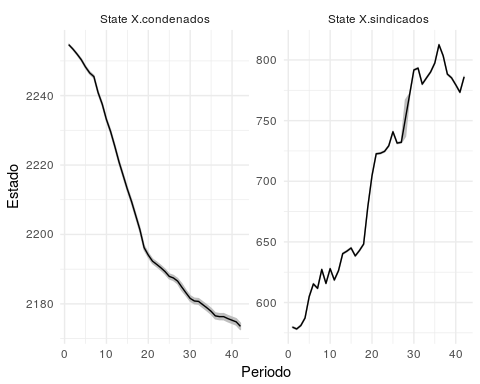 State X.condenados
State X.sindicados
Estado
2240
2220
2200
2180
800
750
700
650
600
0 10 20 30 40
0 10 20 30 40
Periodo